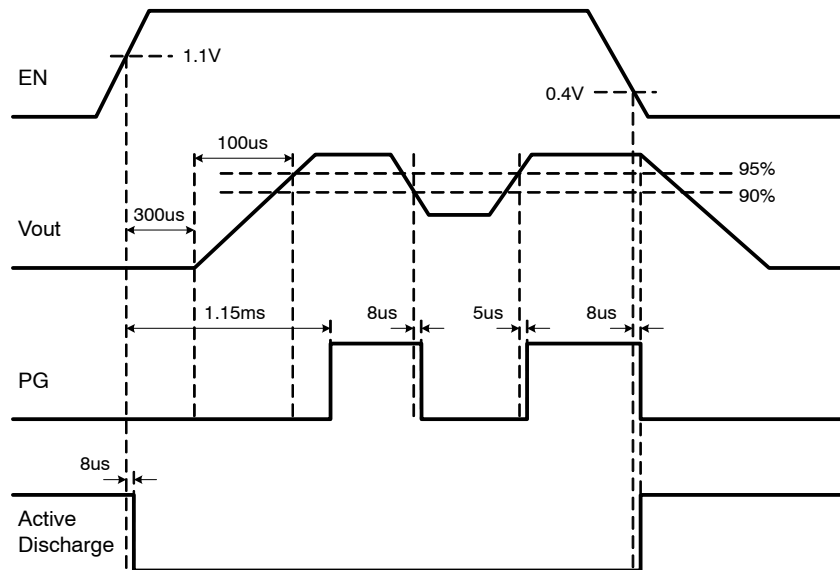 1.1V
EN
0.4V
100us
95%
90%
300us
Vout
1.15ms
8us
5us
8us
PG
8us
Active
Discharge